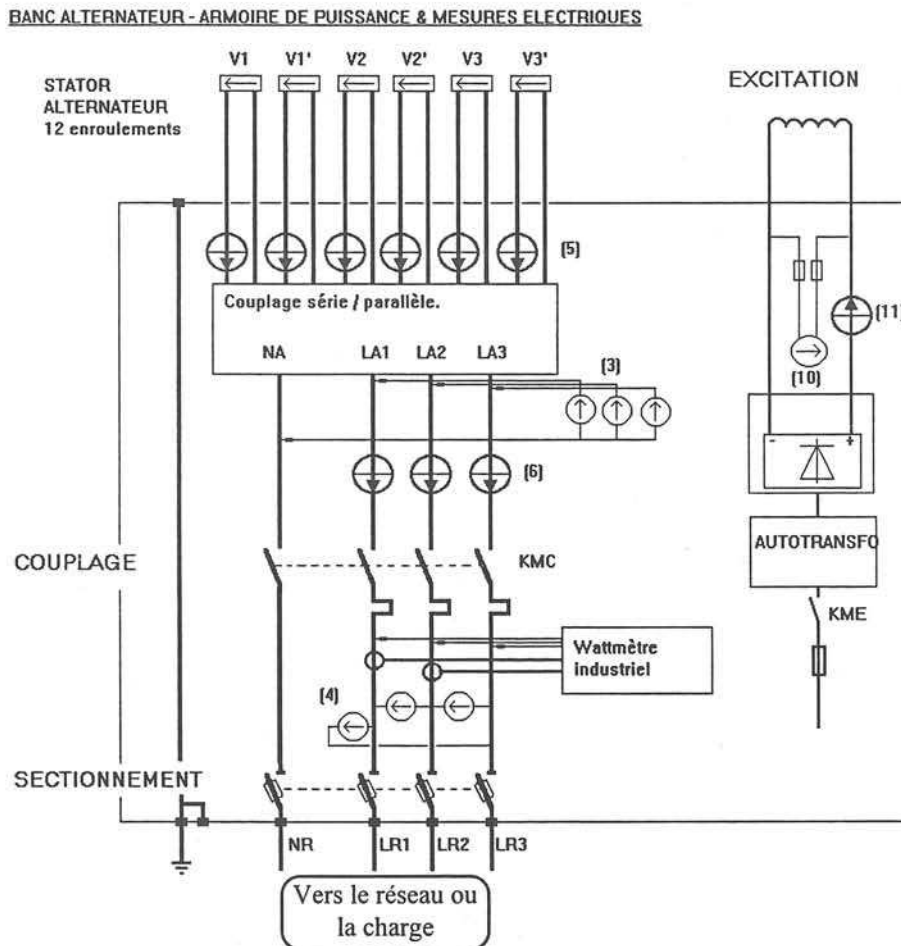 BANC ALTERNATEUR - ARMOIRE DE PUISSANCE & MESURES ELECTRIQUES
V1 V1' V2 V2' V3 V3'
STATOR
ALTERNATEUR
12 enroulements
EXCITATION
(5)
Couplage série / parallèle.
NA LA1 LA2 LA3
(3)
(11)
(10)
- +
(6)
AUTOTRANSFO
COUPLAGE
KMC
KME
Wattmètre
industriel
(4)
SECTIONNEMENT
NR LR1 LR2 LR3
Vers le réseau ou
la charge